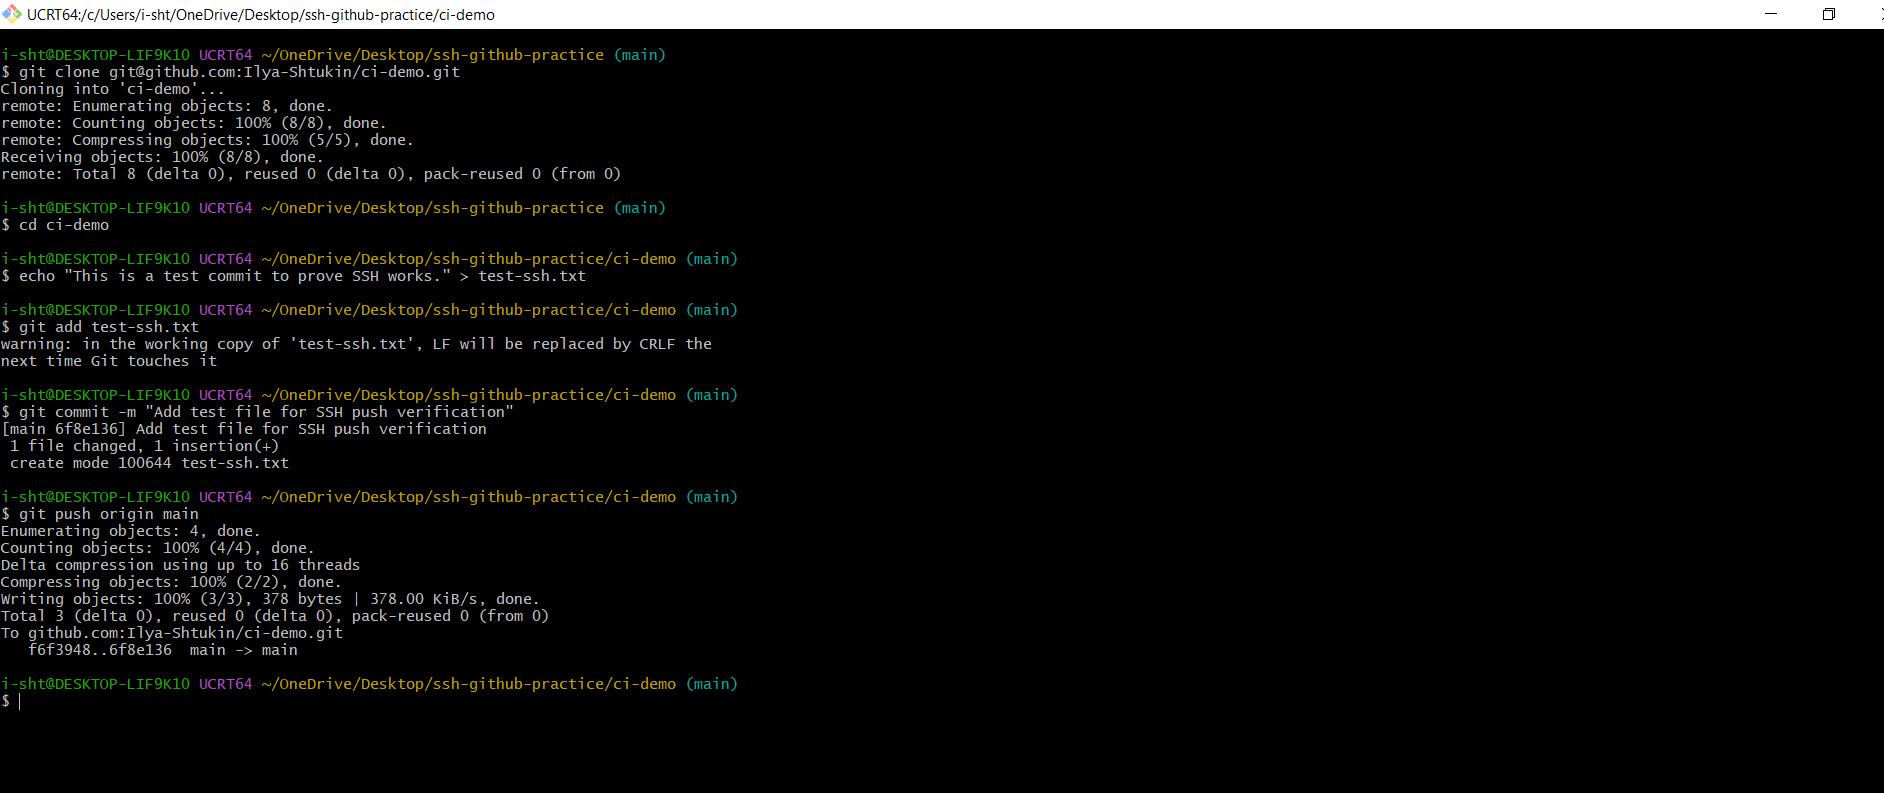 UCRT64:/c/Users/i-sht/OneDrive/Desktop/ssh-github-practice/ci-demo
i-sht@DESKTOP-LIF9K1O UCRT64 ~/OneDrive/Desktop/ssh-github-practice (main)
$ git clone git@github.com:Ilya-Shtukin/ci-demo.git
Cloning into 'ci-demo'...
remote: Enumerating objects: 8, done.
remote: Counting objects: 100% (8/8), done.
remote: Compressing objects: 100% (5/5), done.
Receiving objects: 100% (8/8), done.
remote: Total 8 (delta 0), reused 0 (delta 0), pack-reused 0 (from 0)
i-sht@DESKTOP-LIF9K1O UCRT64 ~/OneDrive/Desktop/ssh-github-practice (main)
$ cd ci-demo
i-sht@DESKTOP-LIF9K1O UCRT64 ~/OneDrive/Desktop/ssh-github-practice/ci-demo (main)
$ echo "This is a test commit to prove SSH works." > test-ssh.txt
i-sht@DESKTOP-LIF9K1O UCRT64 ~/OneDrive/Desktop/ssh-github-practice/ci-demo (main)
$ git add test-ssh.txt
warning: in the working copy of 'test-ssh.txt', LF will be replaced by CRLF the
next time Git touches it
i-sht@DESKTOP-LIF9K1O UCRT64 ~/OneDrive/Desktop/ssh-github-practice/ci-demo (main)
$ git commit -m "Add test file for SSH push verification"
[main 6f8e136] Add test file for SSH push verification
1 file changed, 1 insertion(+)
create mode 100644 test-ssh.txt
i-sht@DESKTOP-LIF9K1O UCRT64 ~/OneDrive/Desktop/ssh-github-practice/ci-demo (main)
$ git push origin main
Enumerating objects: 4, done.
Counting objects: 100% (4/4), done.
Delta compression using up to 16 threads
Compressing objects: 100% (2/2), done.
Writing objects: 100% (3/3), 378 bytes | 378.00 KiB/s, done.
Total 3 (delta 0), reused 0 (delta 0), pack-reused 0 (from 0)
To github.com:Ilya-Shtukin/ci-demo.git
f6f3948..6f8e136  main -> main
i-sht@DESKTOP-LIF9K1O UCRT64 ~/OneDrive/Desktop/ssh-github-practice/ci-demo (main)
$